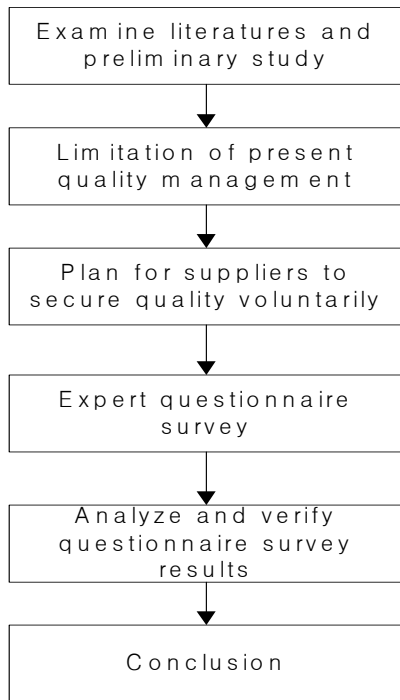 Examine literatures and
preliminary study
Limitation of present
quality management
Plan for suppliers to
secure quality voluntarily
Expert questionnaire
survey
Analyze and verify
questionnaire survey
results
Conclusion